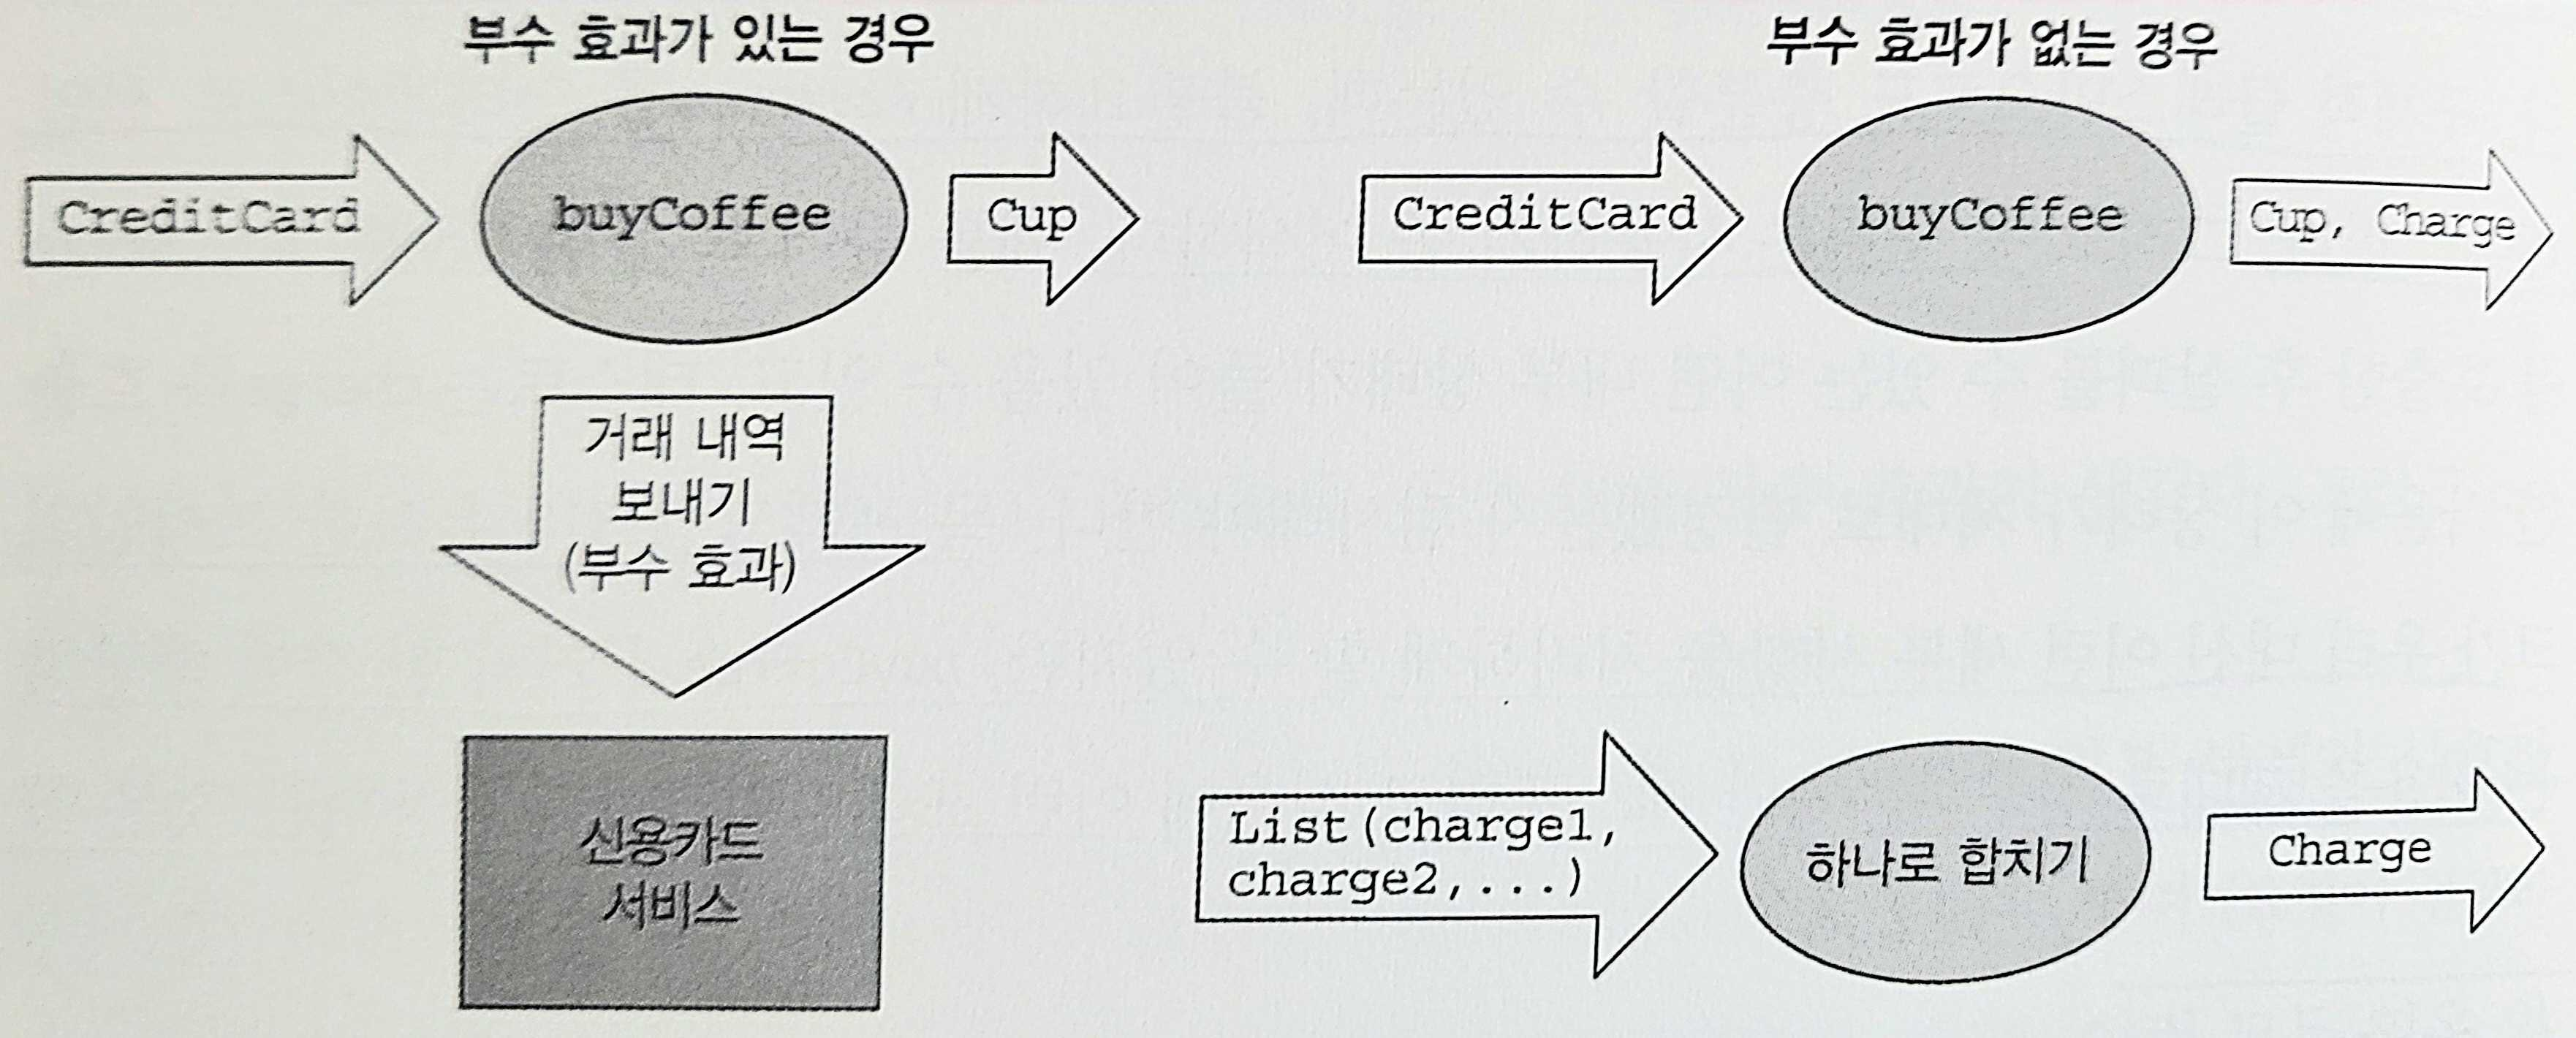 부수 효과가 있는 경우
CreditCard
buyCoffee
Cup
거래 내역
보내기
(부수 효과)
신용카드
서비스
부수 효과가 없는 경우
CreditCard
buyCoffee
Cup, Charge
List(charge1,
charge2,...)
하나로 합치기
Charge